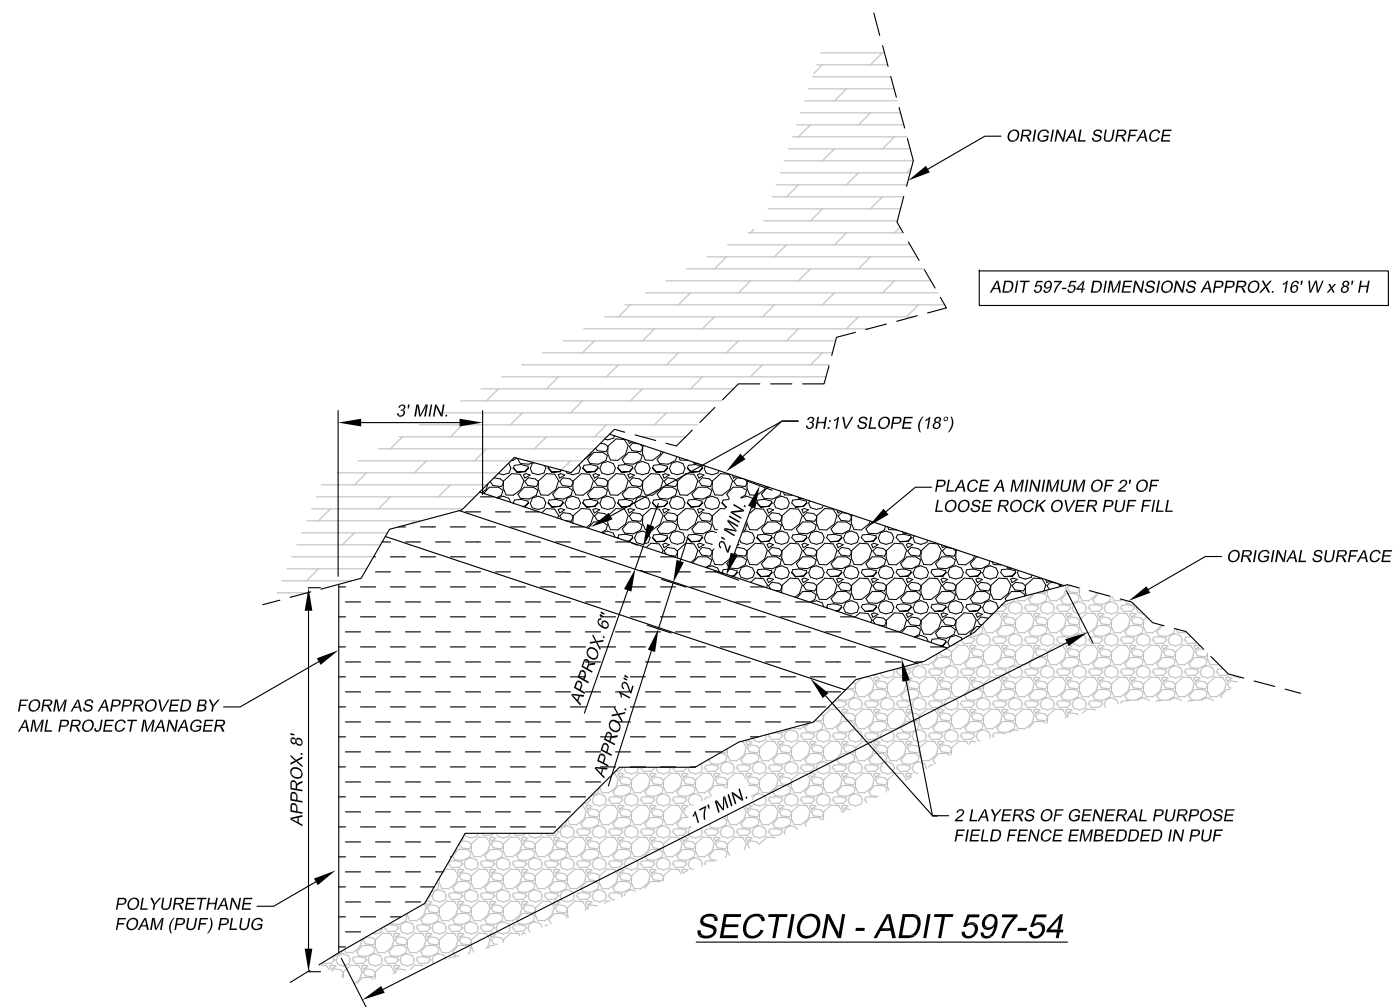 ORIGINAL SURFACE
ADIT 597-54 DIMENSIONS APPROX. 16' W x 8' H
3' MIN.
3H:1V SLOPE (18°)
PLACE A MINIMUM OF 2' OF
LOOSE ROCK OVER PUF FILL
2' MIN.
ORIGINAL SURFACE
APPROX. 6"
APPROX. 12"
FORM AS APPROVED BY
AML PROJECT MANAGER
APPROX. 8'
17' MIN.
2 LAYERS OF GENERAL PURPOSE
FIELD FENCE EMBEDDED IN PUF
POLYURETHANE
FOAM (PUF) PLUG
SECTION - ADIT 597-54